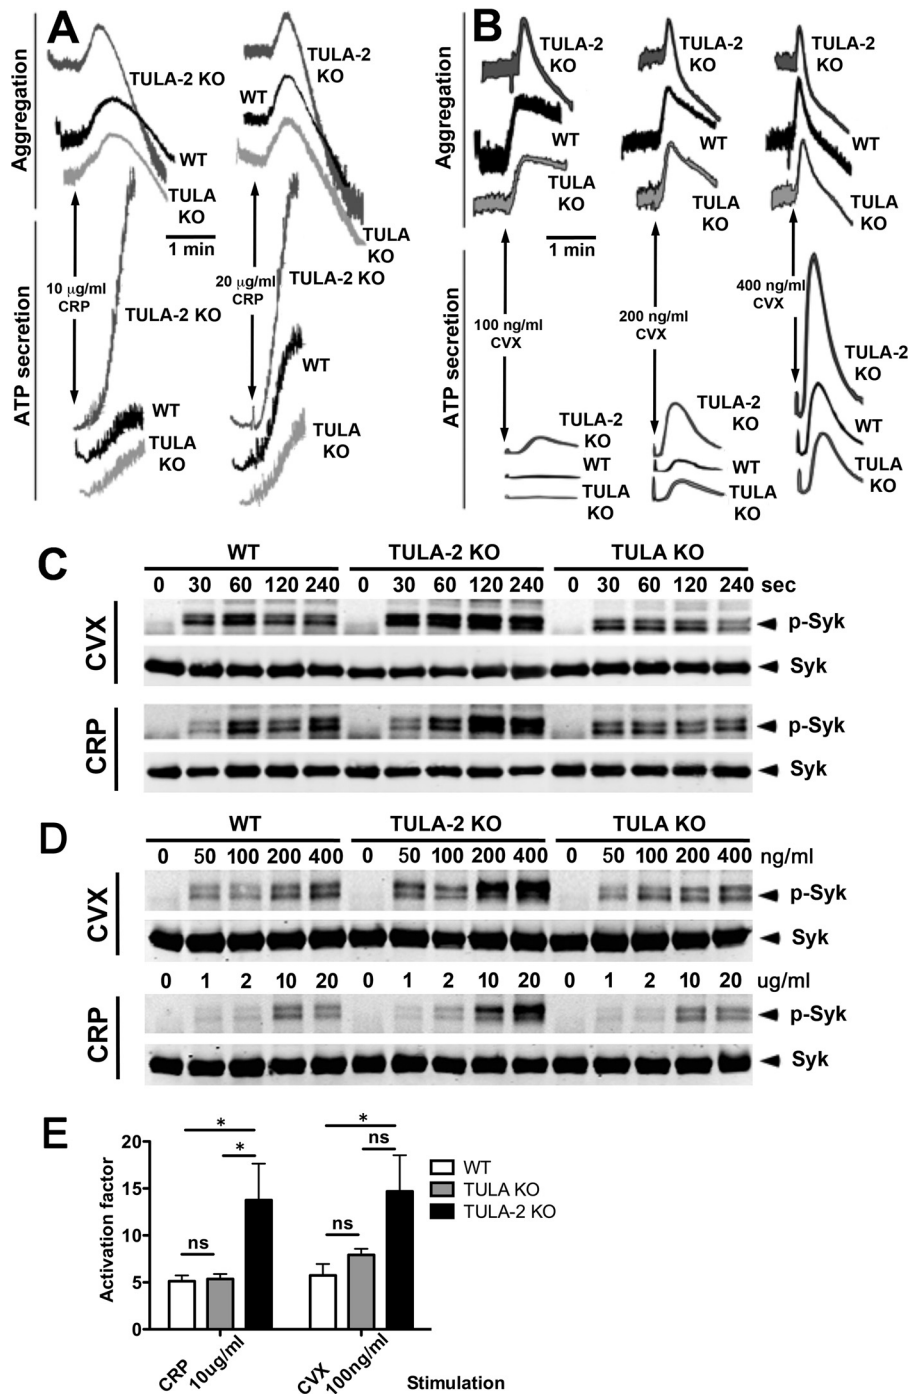 A
Aggregation
TULA-2 KO
WT
TULA
KO
TULA-2
KO
WT
TULA
KO
1 min
ATP secretion
10 μg/ml
CRP
TULA-2 KO
WT
TULA
KO
20 μg/ml
CRP
TULA-2 KO
WT
TULA
KO
B
Aggregation
TULA-2
KO
WT
TULA
KO
TULA-2
KO
WT
TULA
KO
TULA-2
KO
WT
TULA
KO
1 min
ATP secretion
100 ng/ml
CVX
TULA-2
KO
WT
TULA
KO
200 ng/ml
CVX
TULA-2
KO
WT
TULA
KO
400 ng/ml
CVX
TULA-2
KO
WT
TULA
KO
C
WT TULA-2 KO TULA KO
0 30 60 120 240 0 30 60 120 240 0 30 60 120 240 sec
CVX
p-Syk
Syk
CRP
p-Syk
Syk
D
WT TULA-2 KO TULA KO
0 50 100 200 400 0 50 100 200 400 0 50 100 200 400 ng/ml
CVX
p-Syk
Syk
0 1 2 10 20 0 1 2 10 20 0 1 2 10 20 ug/ml
CRP
p-Syk
Syk
E
Activation factor
20
15
10
5
0
*
*
ns
*
ns
ns
WT
TULA KO
TULA-2 KO
CRP
10ug/ml
CVX
100ng/ml
Stimulation